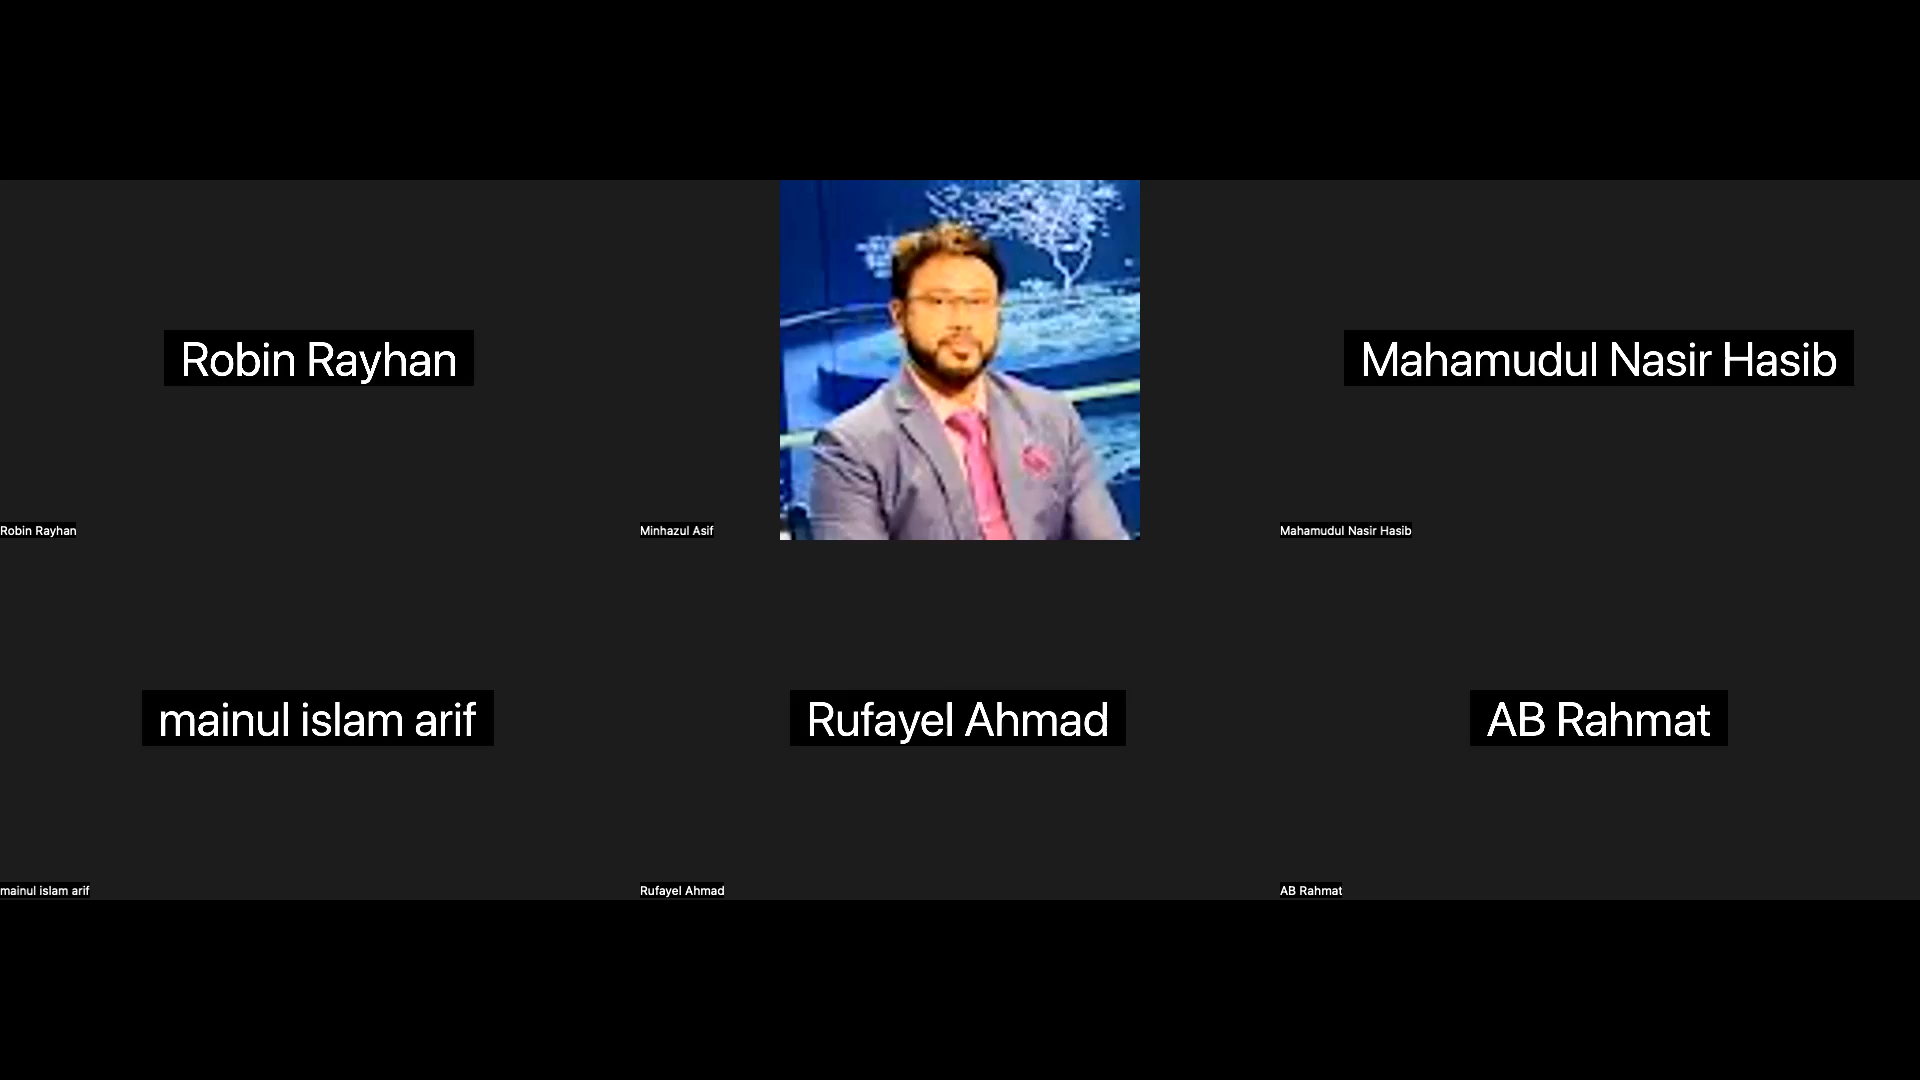 Robin Rayhan
Mahamudul Nasir Hasib
Robin Rayhan
Minhazul Asif
Mahamudul Nasir Hasib
mainul islam arif
Rufayel Ahmad
AB Rahmat
mainul islam arif
Rufayel Ahmad
AB Rahmat